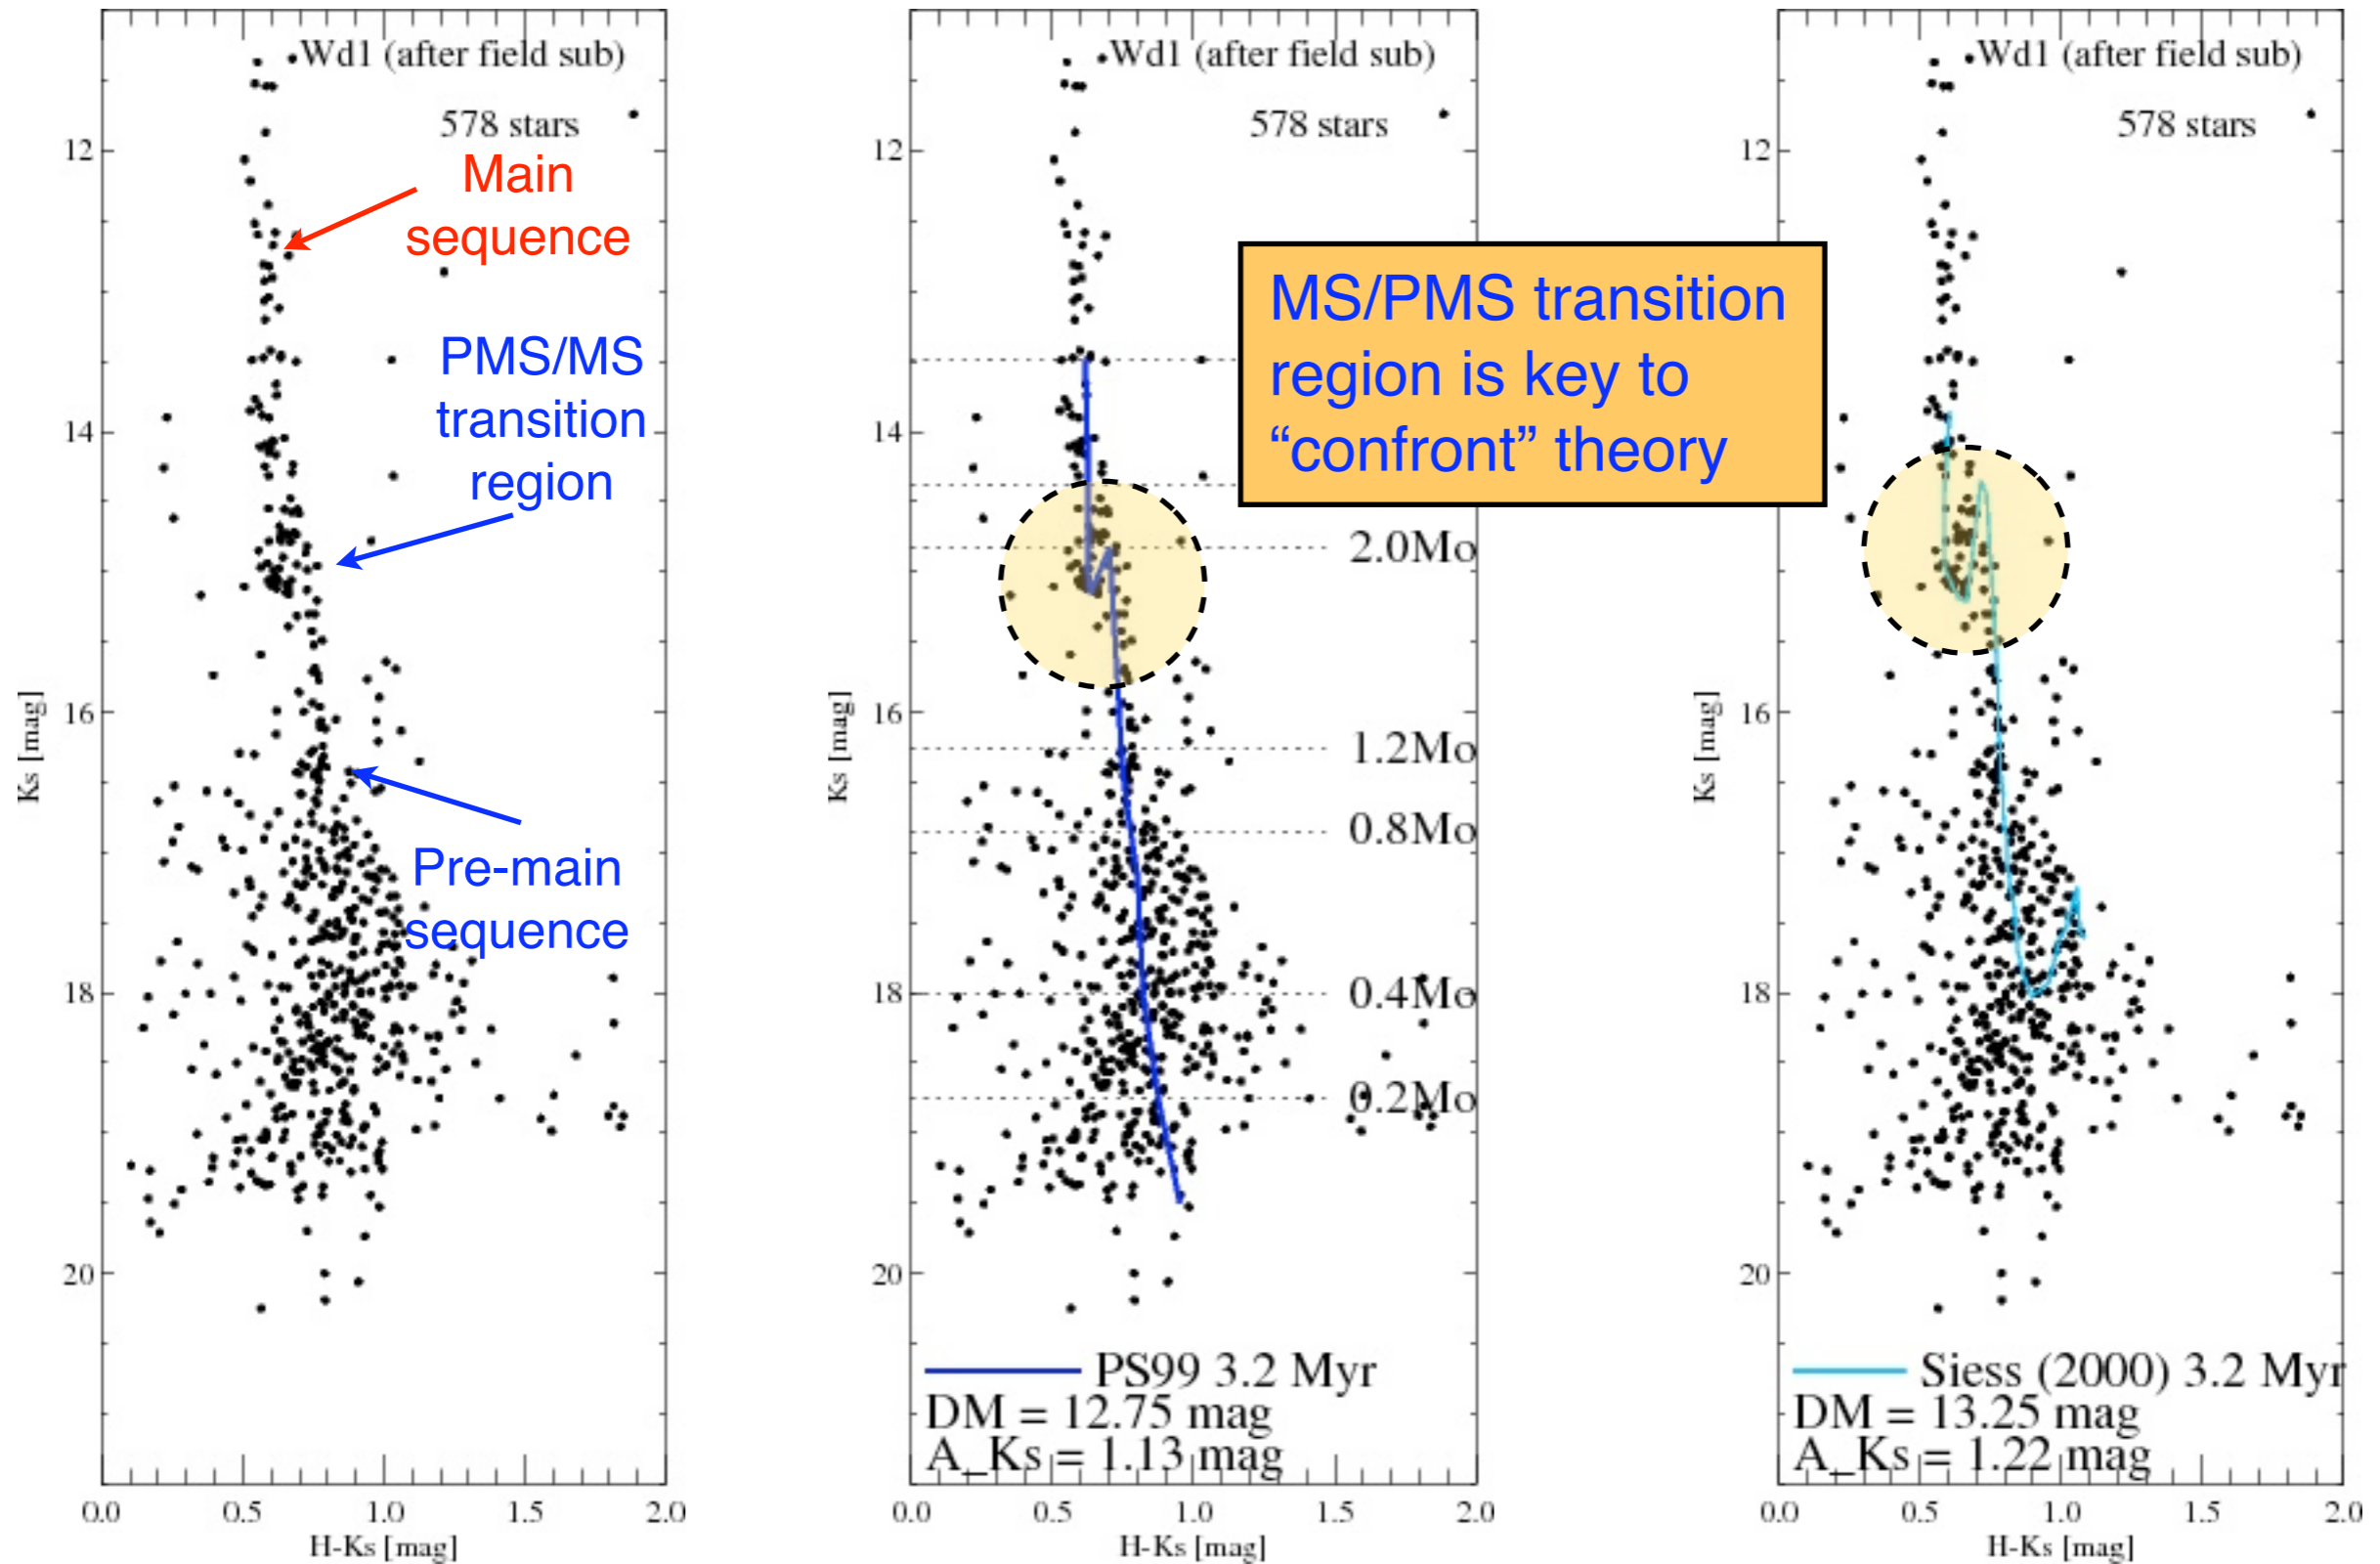 Wd1 (after field sub)
578 stars
Main
sequence
PMS/MS
transition
region
Pre-main
sequence
12
14
16
18
20
Ks [mag]
0.0
0.5
1.0
1.5
2.0
H-Ks [mag]
Wd1 (after field sub)
578 stars
MS/PMS transition
region is key to
“confront” theory
2.0Mo
1.2Mo
0.8Mo
0.4Mo
0.2Mo
12
14
16
18
20
Ks [mag]
PS99 3.2 Myr
DM = 12.75 mag
A_Ks = 1.13 mag
0.0
0.5
1.0
1.5
2.0
H-Ks [mag]
Wd1 (after field sub)
578 stars
12
16
18
20
Ks [mag]
Siess (2000) 3.2 Myr
DM = 13.25 mag
A_Ks = 1.22 mag
0.0
0.5
1.0
1.5
2.0
H-Ks [mag]